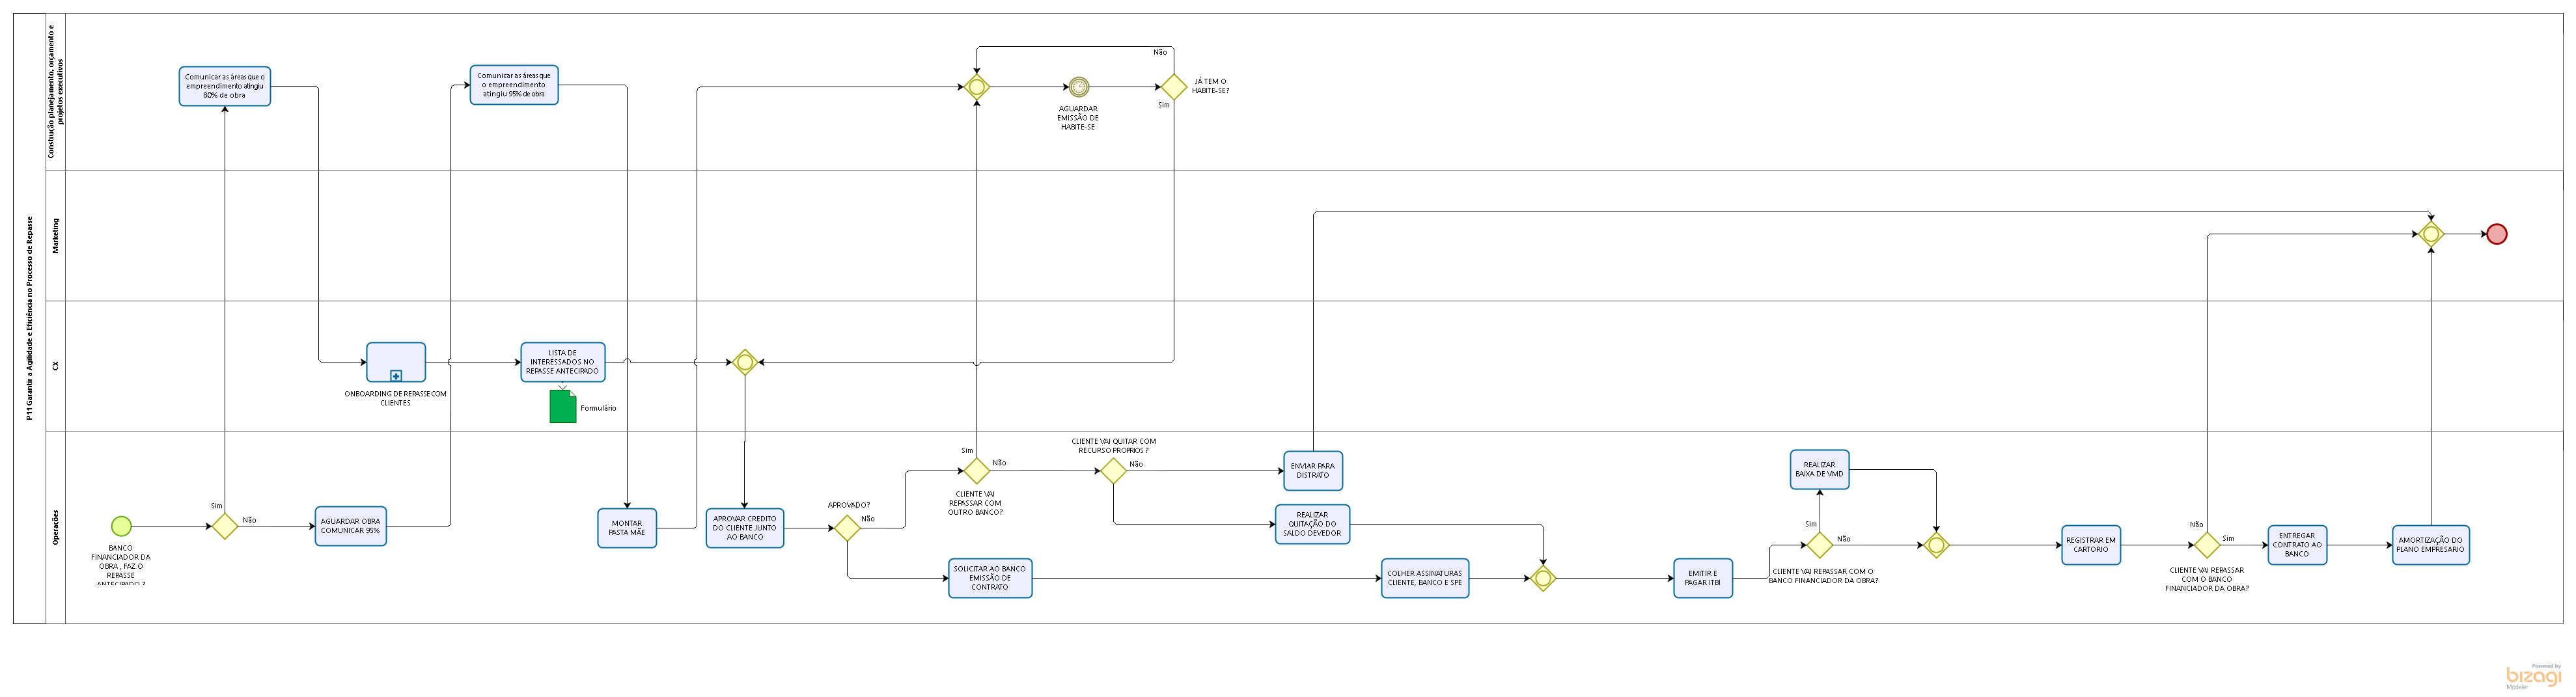 P11 Garantir a Agilidade e Eficiência no Processo de Repasse
Construção planejamento, orçamento e
projetos executivos
Comunicar as áreas que o
empreendimento atingiu
80% de obra
Comunicar as áreas que
o empreendimento
atingiu 95% de obra
AGUARDAR
EMISSÃO DE
HABITE-SE
Não
JÁ TEM O
HABITE-SE?
Sim
Marketing
CX
ONBOARDING DE REPASSE COM
CLIENTES
LISTA DE
INTERESSADOS NO
REPASSE ANTECIPADO
Formulário
Operações
BANCO
FINANCIADOR DA
OBRA , FAZ O
REPASSE
ANTECIPADO ?
Sim
Não
AGUARDAR OBRA
COMUNICAR 95%
MONTAR
PASTA MÃE
APROVAR CREDITO
DO CLIENTE JUNTO
AO BANCO
APROVADO?
Não
Sim
Não
CLIENTE VAI
REPASSAR COM
OUTRO BANCO?
CLIENTE VAI QUITAR COM
RECURSO PROPRIOS ?
Não
ENVIAR PARA
DISTRATO
REALIZAR
QUITAÇÃO DO
SALDO DEVEDOR
SOLICITAR AO BANCO
EMISSÃO DE
CONTRATO
COLHER ASSINATURAS
CLIENTE, BANCO E SPE
EMITIR E
PAGAR ITBI
REALIZAR
BAIXA DE VMD
Sim
Não
CLIENTE VAI REPASSAR COM O
BANCO FINANCIADOR DA OBRA?
REGISTRAR EM
CARTORIO
Não
Sim
CLIENTE VAI REPASSAR
COM O BANCO
FINANCIADOR DA OBRA?
ENTREGAR
CONTRATO AO
BANCO
AMORTIZAÇÃO DO
PLANO EMPRESARIO
Powered by
bizagi
Modeler